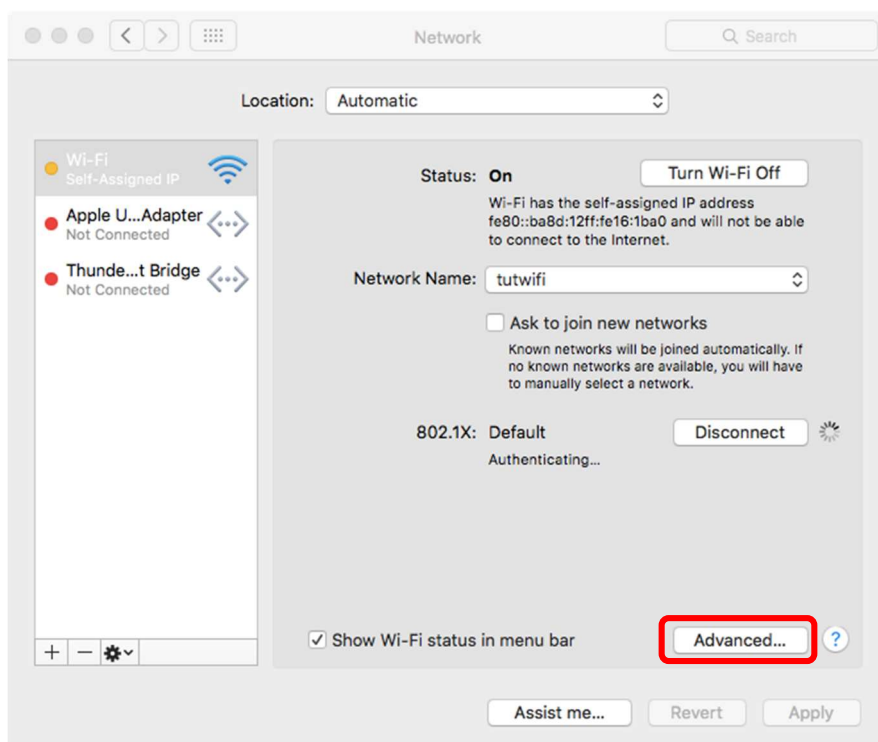 Network
Search
Location: Automatic
Wi-Fi
Self-Assigned IP
Apple U...Adapter
Not Connected
Thunde...t Bridge
Not Connected
Status: On
Turn Wi-Fi Off
Wi-Fi has the self-assigned IP address
fe80::ba8d:12ff:fe16:1ba0 and will not be able
to connect to the Internet.
Network Name: tutwifi
Ask to join new networks
Known networks will be joined automatically. If
no known networks are available, you will have
to manually select a network.
802.1X: Default
Disconnect
Authenticating...
Show Wi-Fi status in menu bar
Advanced...
?
Assist me...
Revert
Apply